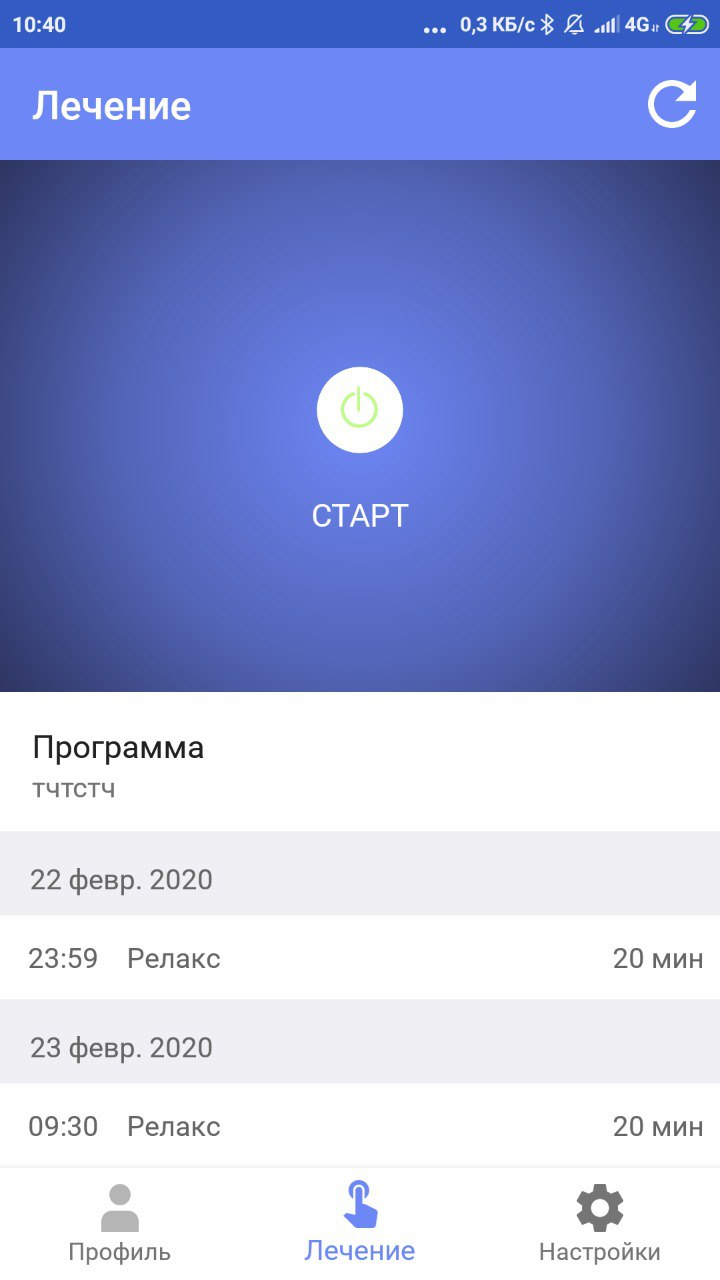 10:40 ... 0,3 КБ/с 4G
Лечение
СТАРТ
Программа
тчтстч
22 февр. 2020
23:59 Релакс 20 мин
23 февр. 2020
09:30 Релакс 20 мин
Профиль Лечение Настройки